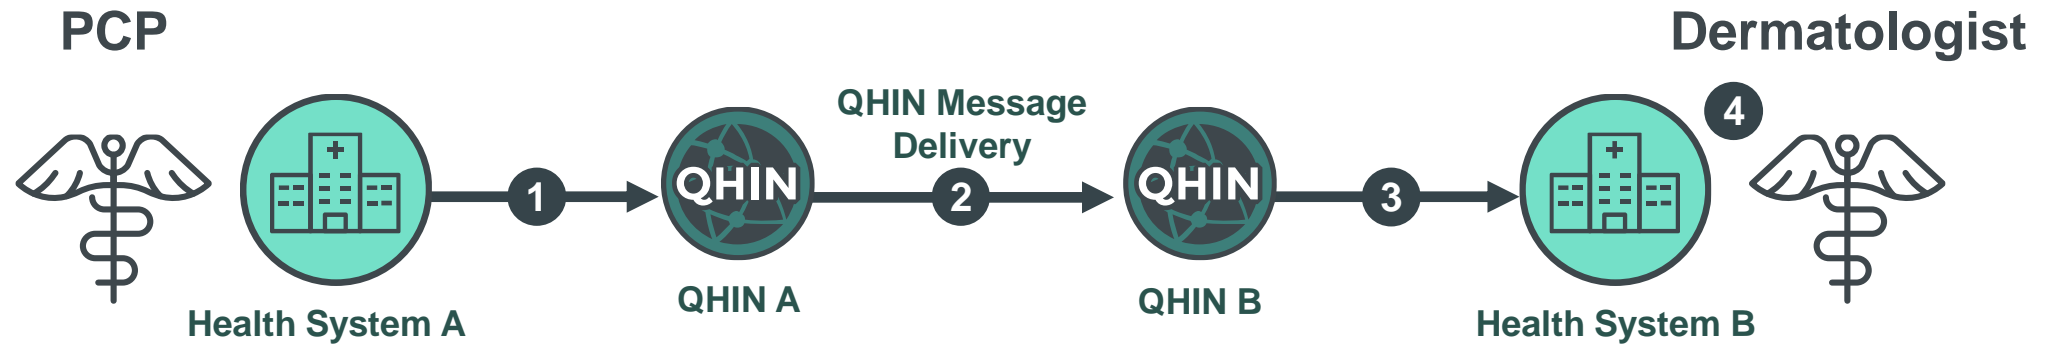 PCP
Dermatologist
QHIN Message
Delivery
4
1
QHIN
2
QHIN
3
Health System A
QHIN A
QHIN B
Health System B